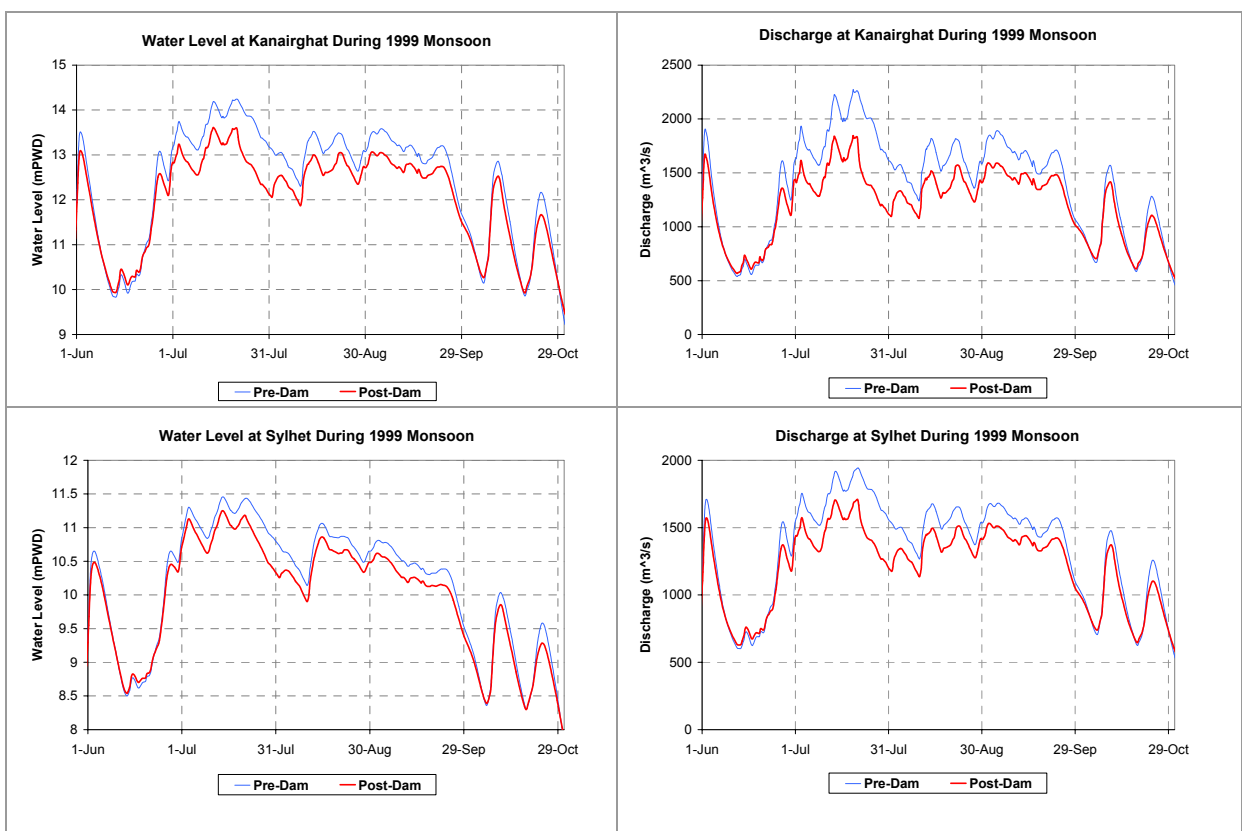 Water Level at Kanairghat During 1999 Monsoon
Water Level (mPWD)
15
14
13
12
11
10
9
1-Jun 1-Jul 31-Jul 30-Aug 29-Sep 29-Oct
Pre-Dam Post-Dam
Discharge at Kanairghat During 1999 Monsoon
Discharge (m^3/s)
2500
2000
1500
1000
500
0
1-Jun 1-Jul 31-Jul 30-Aug 29-Sep 29-Oct
Pre-Dam Post-Dam
Water Level at Sylhet During 1999 Monsoon
Water Level (mPWD)
12
11.5
11
10.5
10
9.5
9
8.5
8
1-Jun 1-Jul 31-Jul 30-Aug 29-Sep 29-Oct
Pre-Dam Post-Dam
Discharge at Sylhet During 1999 Monsoon
Discharge (m^3/s)
2000
1500
1000
500
0
1-Jun 1-Jul 31-Jul 30-Aug 29-Sep 29-Oct
Pre-Dam Post-Dam